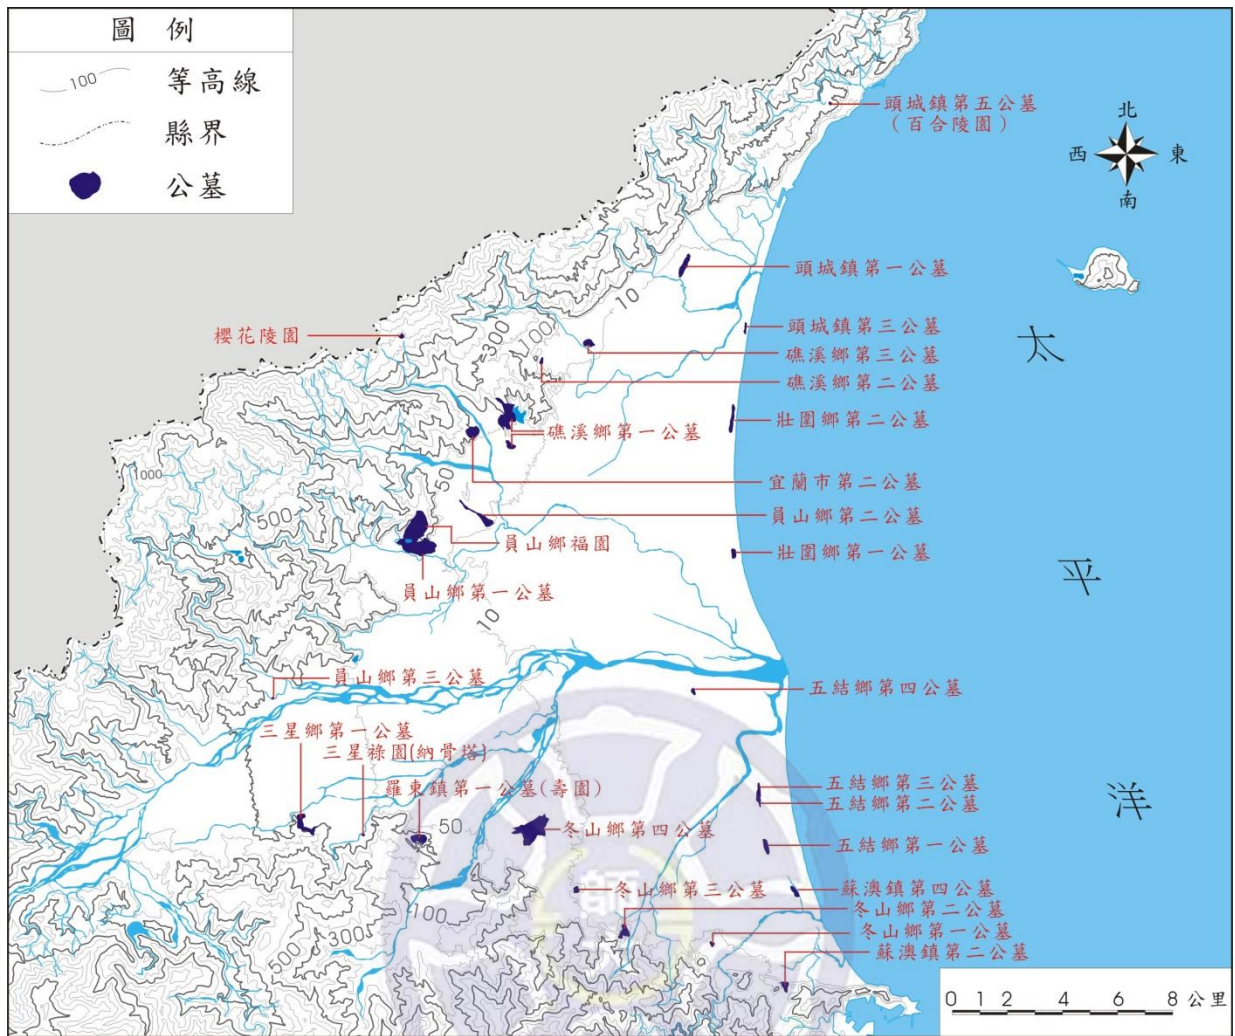 圖 例
100
等高線
縣界
公墓
頭城鎮第五公墓
(百合陵園)
北
西
東
南
頭城鎮第一公墓
10
頭城鎮第三公墓
太
櫻花陵園
300
100
礁溪鄉第三公墓
礁溪鄉第二公墓
壯圍鄉第二公墓
礁溪鄉第一公墓
1000
50
宜蘭市第二公墓
500
員山鄉第二公墓
員山鄉福園
壯圍鄉第一公墓
平
員山鄉第一公墓
10
員山鄉第三公墓
五結鄉第四公墓
三星鄉第一公墓
三星祿園(納骨塔)
羅東鎮第一公墓(壽園)
五結鄉第三公墓
洋
五結鄉第二公墓
50
冬山鄉第四公墓
五結鄉第一公墓
師
冬山鄉第三公墓
蘇澳鎮第四公墓
100
冬山鄉第二公墓
冬山鄉第一公墓
300
500
蘇澳鎮第二公墓
0 1 2 4 6 8 公里